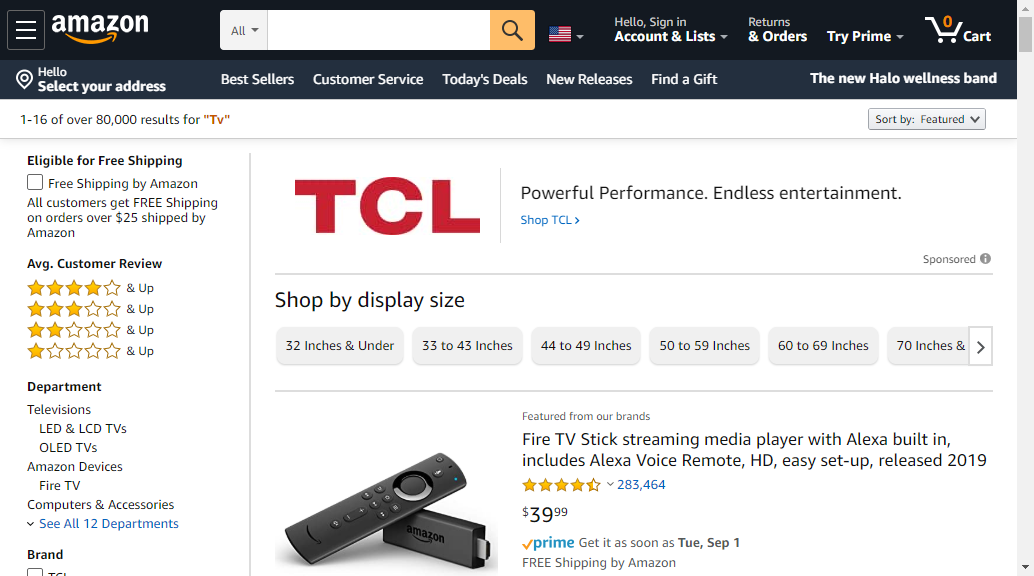 amazon
All
Hello, Sign in
Account & Lists
Returns
& Orders
Try Prime
0
Cart
Hello
Select your address
Best Sellers
Customer Service
Today's Deals
New Releases
Find a Gift
The new Halo wellness band
1-16 of over 80,000 results for "Tv"
Sort by: Featured
Eligible for Free Shipping
Free Shipping by Amazon
All customers get FREE Shipping
on orders over $25 shipped by
Amazon
Avg. Customer Review
& Up
& Up
& Up
& Up
Department
Televisions
LED & LCD TVs
OLED TVs
Amazon Devices
Fire TV
Computers & Accessories
See All 12 Departments
Brand
TCL
TCL
Powerful Performance. Endless entertainment.
Shop TCL
Sponsored
Shop by display size
32 Inches & Under
33 to 43 Inches
44 to 49 Inches
50 to 59 Inches
60 to 69 Inches
70 Inches &
amazon
Featured from our brands
Fire TV Stick streaming media player with Alexa built in,
includes Alexa Voice Remote, HD, easy set-up, released 2019
283,464
$3999
prime Get it as soon as Tue, Sep 1
FREE Shipping by Amazon